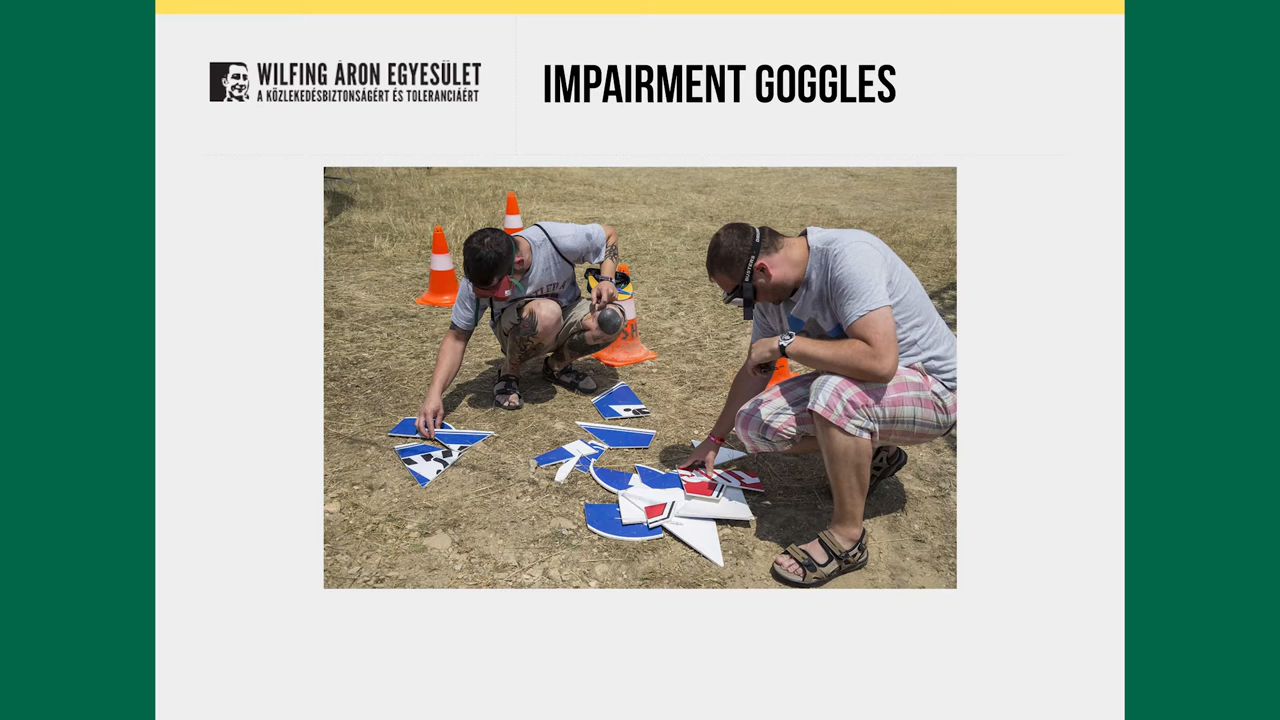 WILFING ÁRON EGYESÜLET
A KÖZLEKEDÉSBIZTONSÁGÉRT ÉS TOLERANCIÁÉRT
IMPAIRMENT GOGGLES